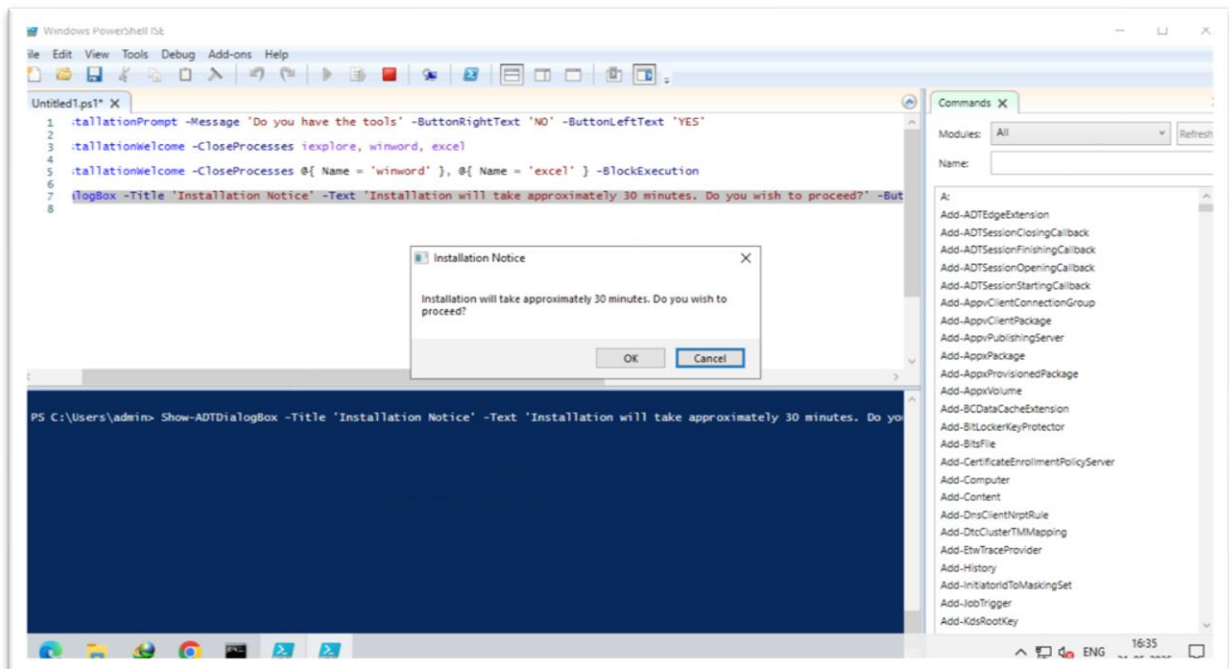 Windows PowerShell ISE
ile Edit View Tools Debug Add-ons Help
Untitled1.ps1* X
1 :tallationPrompt -Message 'Do you have the tools' -ButtonRightText 'NO' -ButtonLeftText 'YES'
2
3 :tallationWelcome -CloseProcesses iexplore, winword, excel
4
5 :tallationWelcome -CloseProcesses @{ Name = 'winword' }, @{ Name = 'excel' } -BlockExecution
6
7 ilogBox -Title 'Installation Notice' -Text 'Installation will take approximately 30 minutes. Do you wish to proceed?' -But
8
Installation Notice
Installation will take approximately 30 minutes. Do you wish to
proceed?
OK Cancel
PS C:\Users\admin> Show-ADTDialogBox -Title 'Installation Notice' -Text 'Installation will take approximately 30 minutes. Do yo
Commands X
Modules: All Refresh
Name:
A:
Add-ADTEdgeExtension
Add-ADTSessionClosingCallback
Add-ADTSessionFinishingCallback
Add-ADTSessionOpeningCallback
Add-ADTSessionStartingCallback
Add-AppvClientConnectionGroup
Add-AppvClientPackage
Add-AppvPublishingServer
Add-AppxPackage
Add-AppxProvisionedPackage
Add-AppxVolume
Add-BCDataCacheExtension
Add-BitLockerKeyProtector
Add-BitsFile
Add-CertificateEnrollmentPolicyServer
Add-Computer
Add-Content
Add-DnsClientNrptRule
Add-DtcClusterTMMapping
Add-EtwTraceProvider
Add-History
Add-InitiatorIdToMaskingSet
Add-JobTrigger
Add-KdsRootKey
ENG 16:35